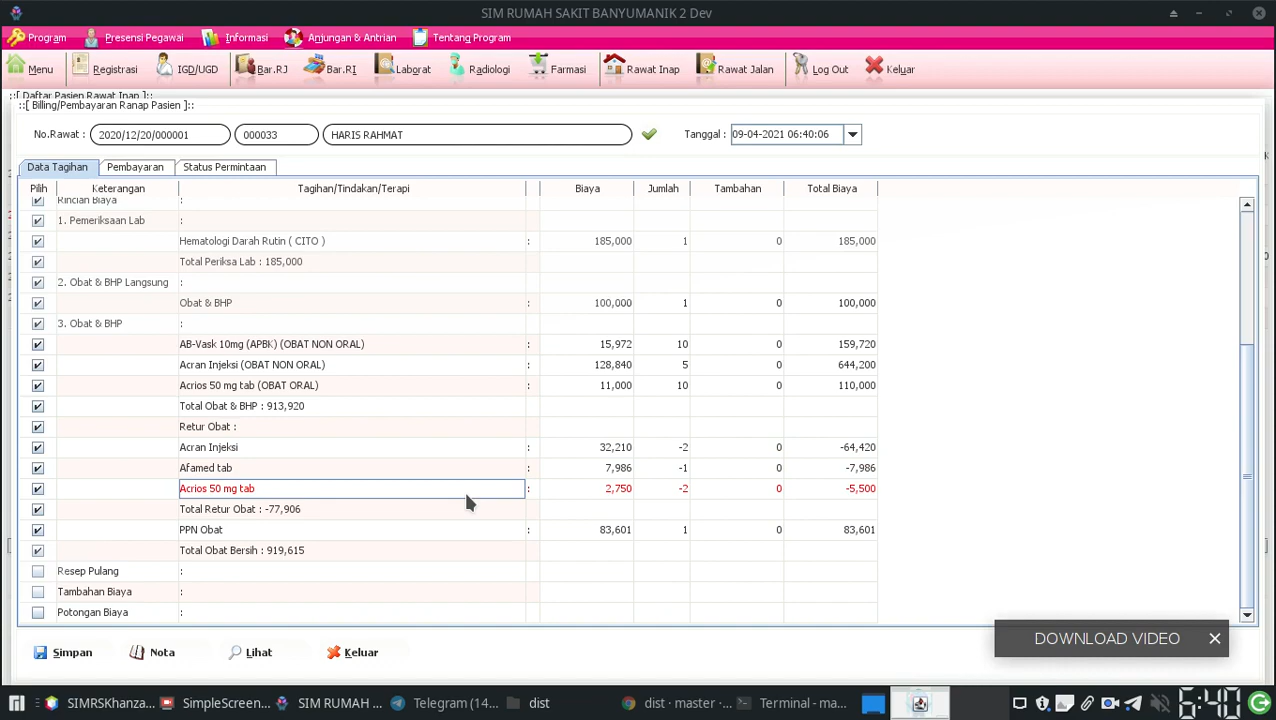 SIM RUMAH SAKIT BANYUMANIK 2 Dev
Program Presensi Pegawai Informasi Anjungan & Antrian Tentang Program
Menu Registrasi IGD/UGD Bar.RJ Bar.RI Laborat Radiologi Farmasi Rawat Inap Rawat Jalan Log Out Keluar
::[ Daftar Pasien Rawat Inap ]::
::[ Billing/Pembayaran Ranap Pasien ]::
No.Rawat : 2020/12/20/000001 000033 HARIS RAHMAT Tanggal : 09-04-2021 06:40:06
Data Tagihan Pembayaran Status Permintaan
Pilih Keterangan Tagihan/Tindakan/Terapi Biaya Jumlah Tambahan Total Biaya
Rincian Biaya :
1. Pemeriksaan Lab :
Hematologi Darah Rutin ( CITO ) : 185,000 1 0 185,000
Total Periksa Lab : 185,000
2. Obat & BHP Langsung :
Obat & BHP : 100,000 1 0 100,000
3. Obat & BHP :
AB-Vask 10mg (APBK) (OBAT NON ORAL) : 15,972 10 0 159,720
Acran Injeksi (OBAT NON ORAL) : 128,840 5 0 644,200
Acrios 50 mg tab (OBAT ORAL) : 11,000 10 0 110,000
Total Obat & BHP : 913,920
Retur Obat :
Acran Injeksi : 32,210 -2 0 -64,420
Afamed tab : 7,986 -1 0 -7,986
Acrios 50 mg tab : 2,750 -2 0 -5,500
Total Retur Obat : -77,906
PPN Obat : 83,601 1 0 83,601
Total Obat Bersih : 919,615
Resep Pulang :
Tambahan Biaya :
Potongan Biaya :
DOWNLOAD VIDEO
Simpan Nota Lihat Keluar
SIMRSKhanza... SimpleScreen... SIM RUMAH ... Telegram (14... dist dist · master ·... Terminal - ma... 6:40